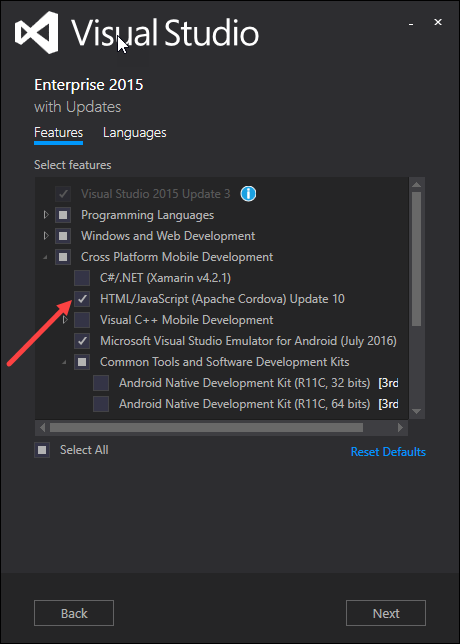 Visual Studio
Enterprise 2015
with Updates
Features Languages
Select features
Visual Studio 2015 Update 3
Programming Languages
Windows and Web Development
Cross Platform Mobile Development
C#/.NET (Xamarin v4.2.1)
HTML/JavaScript (Apache Cordova) Update 10
Visual C++ Mobile Development
Microsoft Visual Studio Emulator for Android (July 2016)
Common Tools and Software Development Kits
Android Native Development Kit (R11C, 32 bits) [3rd
Android Native Development Kit (R11C, 64 bits) [3rd
Select All Reset Defaults
Back Next